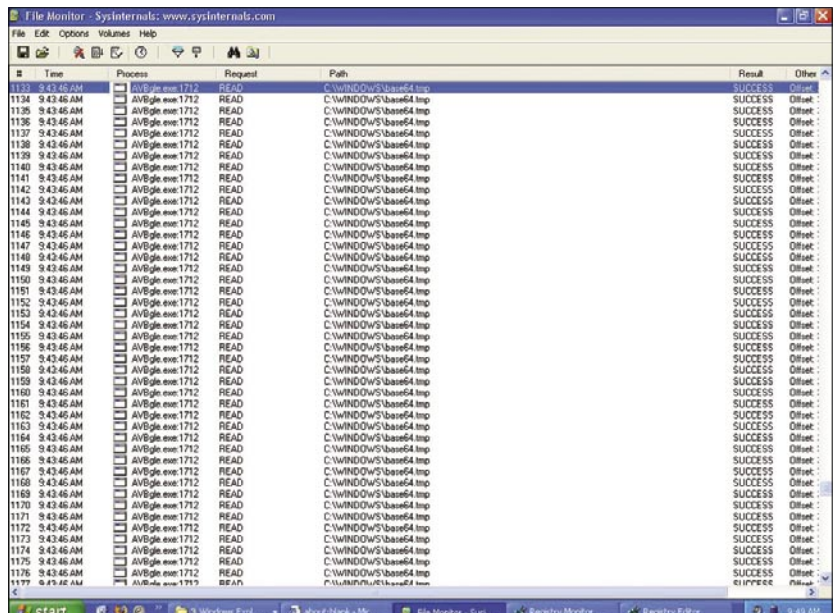 File Monitor - Sysinternals: www.sysinternals.com
File Edit Options Volumes Help
# Time Process Request Path Result Other
1133 9:43:46 AM AVBgle.exe:1712 READ C:\WINDOWS\base64.tmp SUCCESS Offset:
1134 9:43:46 AM AVBgle.exe:1712 READ C:\WINDOWS\base64.tmp SUCCESS Offset:
1135 9:43:46 AM AVBgle.exe:1712 READ C:\WINDOWS\base64.tmp SUCCESS Offset:
1136 9:43:46 AM AVBgle.exe:1712 READ C:\WINDOWS\base64.tmp SUCCESS Offset:
1137 9:43:46 AM AVBgle.exe:1712 READ C:\WINDOWS\base64.tmp SUCCESS Offset:
1138 9:43:46 AM AVBgle.exe:1712 READ C:\WINDOWS\base64.tmp SUCCESS Offset:
1139 9:43:46 AM AVBgle.exe:1712 READ C:\WINDOWS\base64.tmp SUCCESS Offset:
1140 9:43:46 AM AVBgle.exe:1712 READ C:\WINDOWS\base64.tmp SUCCESS Offset:
1141 9:43:46 AM AVBgle.exe:1712 READ C:\WINDOWS\base64.tmp SUCCESS Offset:
1142 9:43:46 AM AVBgle.exe:1712 READ C:\WINDOWS\base64.tmp SUCCESS Offset:
1143 9:43:46 AM AVBgle.exe:1712 READ C:\WINDOWS\base64.tmp SUCCESS Offset:
1144 9:43:46 AM AVBgle.exe:1712 READ C:\WINDOWS\base64.tmp SUCCESS Offset:
1145 9:43:46 AM AVBgle.exe:1712 READ C:\WINDOWS\base64.tmp SUCCESS Offset:
1146 9:43:46 AM AVBgle.exe:1712 READ C:\WINDOWS\base64.tmp SUCCESS Offset:
1147 9:43:46 AM AVBgle.exe:1712 READ C:\WINDOWS\base64.tmp SUCCESS Offset:
1148 9:43:46 AM AVBgle.exe:1712 READ C:\WINDOWS\base64.tmp SUCCESS Offset:
1149 9:43:46 AM AVBgle.exe:1712 READ C:\WINDOWS\base64.tmp SUCCESS Offset:
1150 9:43:46 AM AVBgle.exe:1712 READ C:\WINDOWS\base64.tmp SUCCESS Offset:
1151 9:43:46 AM AVBgle.exe:1712 READ C:\WINDOWS\base64.tmp SUCCESS Offset:
1152 9:43:46 AM AVBgle.exe:1712 READ C:\WINDOWS\base64.tmp SUCCESS Offset:
1153 9:43:46 AM AVBgle.exe:1712 READ C:\WINDOWS\base64.tmp SUCCESS Offset:
1154 9:43:46 AM AVBgle.exe:1712 READ C:\WINDOWS\base64.tmp SUCCESS Offset:
1155 9:43:46 AM AVBgle.exe:1712 READ C:\WINDOWS\base64.tmp SUCCESS Offset:
1156 9:43:46 AM AVBgle.exe:1712 READ C:\WINDOWS\base64.tmp SUCCESS Offset:
1157 9:43:46 AM AVBgle.exe:1712 READ C:\WINDOWS\base64.tmp SUCCESS Offset:
1158 9:43:46 AM AVBgle.exe:1712 READ C:\WINDOWS\base64.tmp SUCCESS Offset:
1159 9:43:46 AM AVBgle.exe:1712 READ C:\WINDOWS\base64.tmp SUCCESS Offset:
1160 9:43:46 AM AVBgle.exe:1712 READ C:\WINDOWS\base64.tmp SUCCESS Offset:
1161 9:43:46 AM AVBgle.exe:1712 READ C:\WINDOWS\base64.tmp SUCCESS Offset:
1162 9:43:46 AM AVBgle.exe:1712 READ C:\WINDOWS\base64.tmp SUCCESS Offset:
1163 9:43:46 AM AVBgle.exe:1712 READ C:\WINDOWS\base64.tmp SUCCESS Offset:
1164 9:43:46 AM AVBgle.exe:1712 READ C:\WINDOWS\base64.tmp SUCCESS Offset:
1165 9:43:46 AM AVBgle.exe:1712 READ C:\WINDOWS\base64.tmp SUCCESS Offset:
1166 9:43:46 AM AVBgle.exe:1712 READ C:\WINDOWS\base64.tmp SUCCESS Offset:
1167 9:43:46 AM AVBgle.exe:1712 READ C:\WINDOWS\base64.tmp SUCCESS Offset:
1168 9:43:46 AM AVBgle.exe:1712 READ C:\WINDOWS\base64.tmp SUCCESS Offset:
1169 9:43:46 AM AVBgle.exe:1712 READ C:\WINDOWS\base64.tmp SUCCESS Offset:
1170 9:43:46 AM AVBgle.exe:1712 READ C:\WINDOWS\base64.tmp SUCCESS Offset:
1171 9:43:46 AM AVBgle.exe:1712 READ C:\WINDOWS\base64.tmp SUCCESS Offset:
1172 9:43:46 AM AVBgle.exe:1712 READ C:\WINDOWS\base64.tmp SUCCESS Offset:
1173 9:43:46 AM AVBgle.exe:1712 READ C:\WINDOWS\base64.tmp SUCCESS Offset:
1174 9:43:46 AM AVBgle.exe:1712 READ C:\WINDOWS\base64.tmp SUCCESS Offset:
1175 9:43:46 AM AVBgle.exe:1712 READ C:\WINDOWS\base64.tmp SUCCESS Offset:
1176 9:43:46 AM AVBgle.exe:1712 READ C:\WINDOWS\base64.tmp SUCCESS Offset:
1177 9:43:46 AM AVBgle.exe:1712 READ C:\WINDOWS\base64.tmp SUCCESS Offset:
start 3 Windows Expl... about:blank - Mic... File Monitor - Sysi... Registry Monitor Registry Editor 9:49 AM